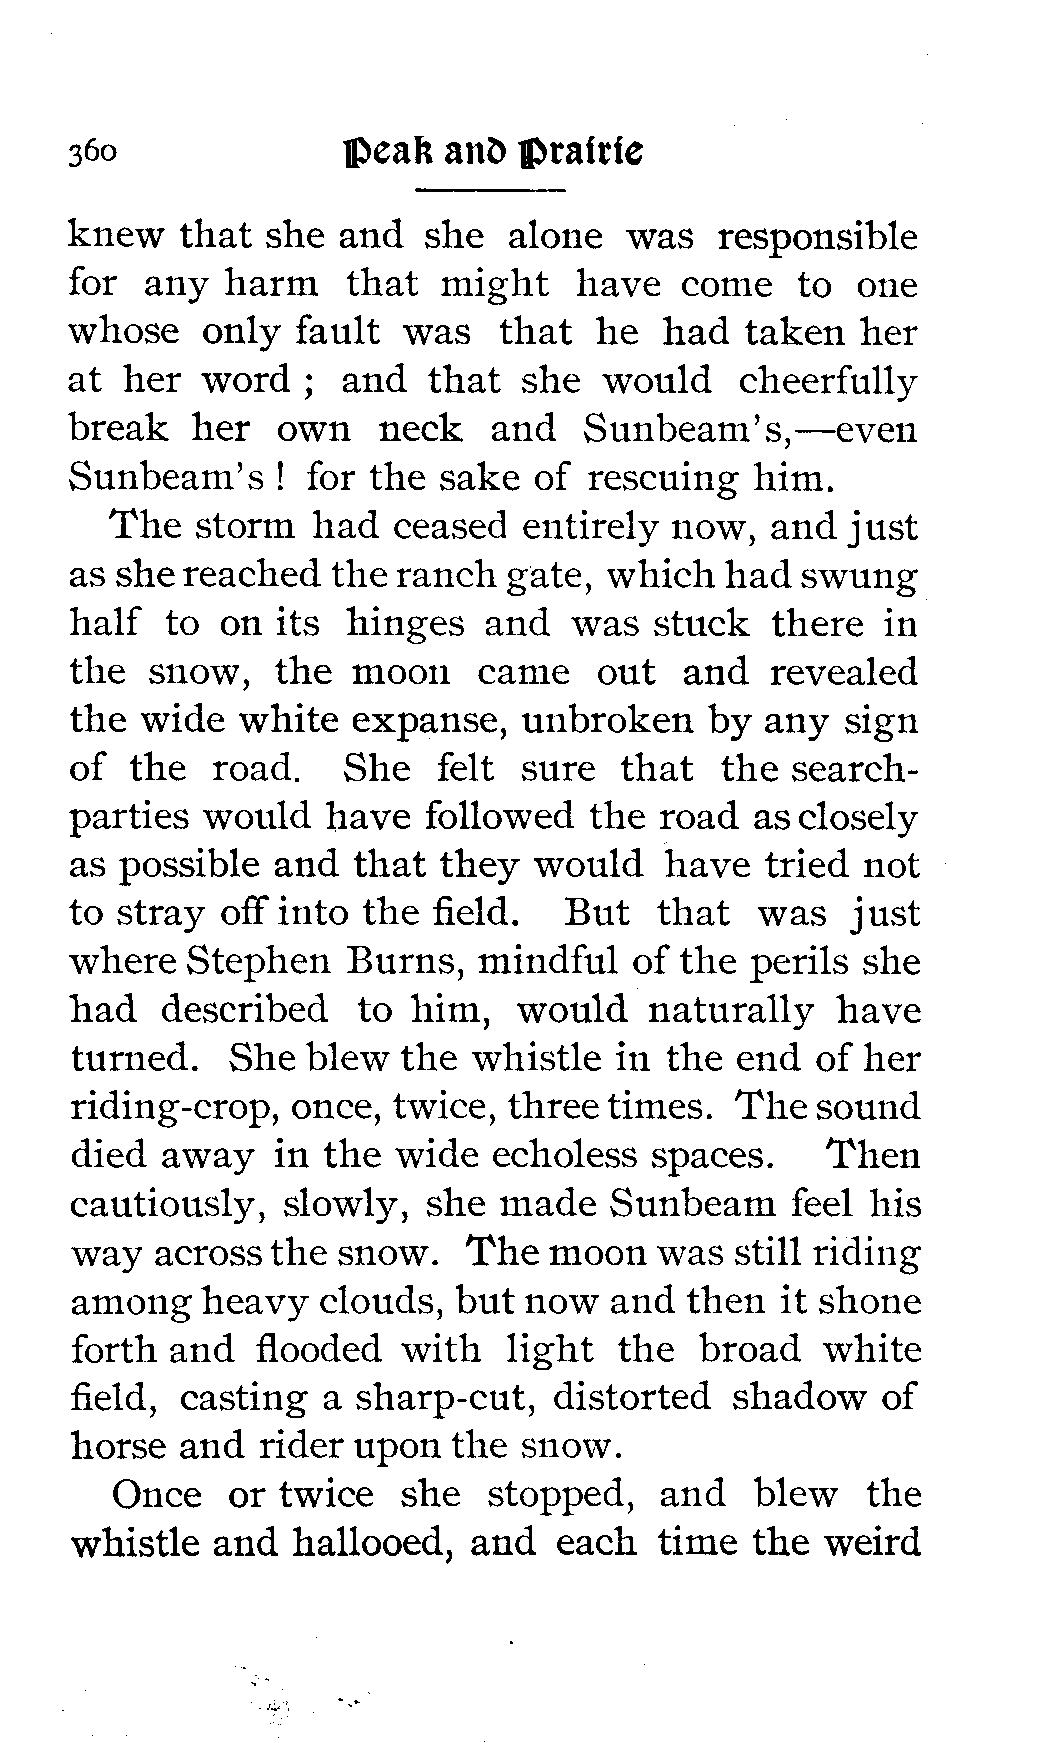 360 Peak and Prairie
knew that she and she alone was responsible
for any harm that might have come to one
whose only fault was that he had taken her
at her word ; and that she would cheerfully
break her own neck and Sunbeam's,—even
Sunbeam's ! for the sake of rescuing him.
The storm had ceased entirely now, and just
as she reached the ranch gate, which had swung
half to on its hinges and was stuck there in
the snow, the moon came out and revealed
the wide white expanse, unbroken by any sign
of the road. She felt sure that the search-
parties would have followed the road as closely
as possible and that they would have tried not
to stray off into the field. But that was just
where Stephen Burns, mindful of the perils she
had described to him, would naturally have
turned. She blew the whistle in the end of her
riding-crop, once, twice, three times. The sound
died away in the wide echoless spaces. Then
cautiously, slowly, she made Sunbeam feel his
way across the snow. The moon was still riding
among heavy clouds, but now and then it shone
forth and flooded with light the broad white
field, casting a sharp-cut, distorted shadow of
horse and rider upon the snow.
Once or twice she stopped, and blew the
whistle and hallooed, and each time the weird